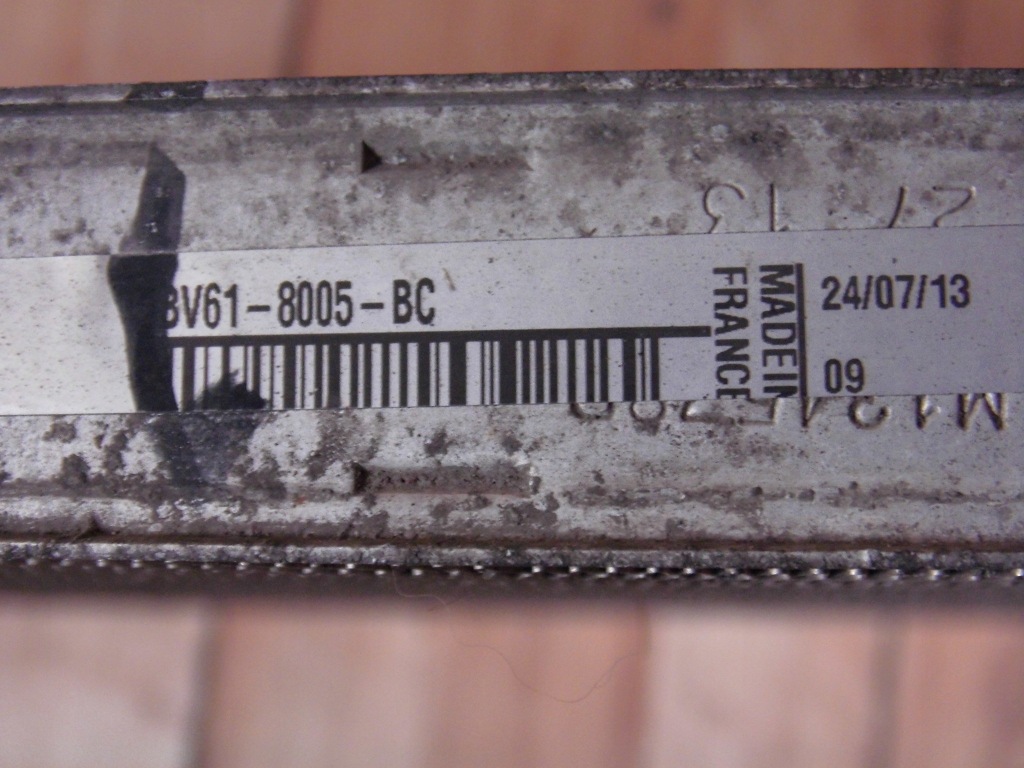 BV61-8005-BC
MADE IN
FRANCE
24/07/13
09